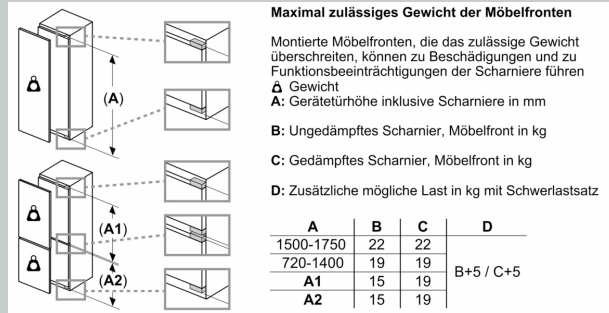 Maximal zulässiges Gewicht der Möbelfronten
Montierte Möbelfronten, die das zulässige Gewicht
überschreiten, können zu Beschädigungen und zu
Funktionsbeeinträchtigungen der Scharniere führen
Gewicht
A: Gerätetürhöhe inklusive Scharniere in mm
B: Ungedämpftes Scharnier, Möbelfront in kg
C: Gedämpftes Scharnier, Möbelfront in kg
D: Zusätzliche mögliche Last in kg mit Schwerlastsatz
(A)
(A1)
(A2)
A B C D
1500-1750 22 22
720-1400 19 19
B+5 / C+5
A1 15 19
A2 15 19